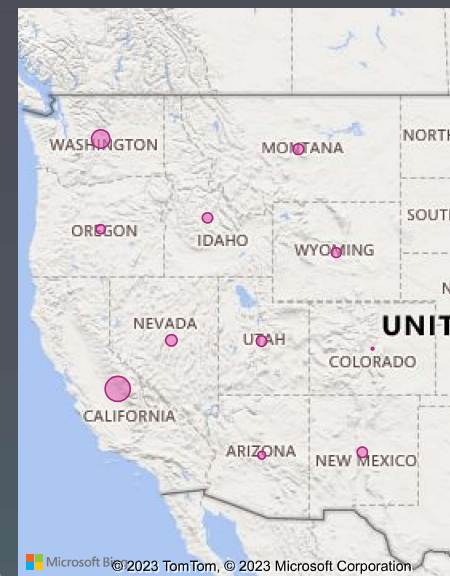 WASHINGTON
MONTANA
NORTH
OREGON
IDAHO
WYOMING
SOUT
N
NEVADA
UTAH
UNIT
COLORADO
CALIFORNIA
ARIZONA
NEW MEXICO
Microsoft Bing
©2023 TomTom, © 2023 Microsoft Corporation